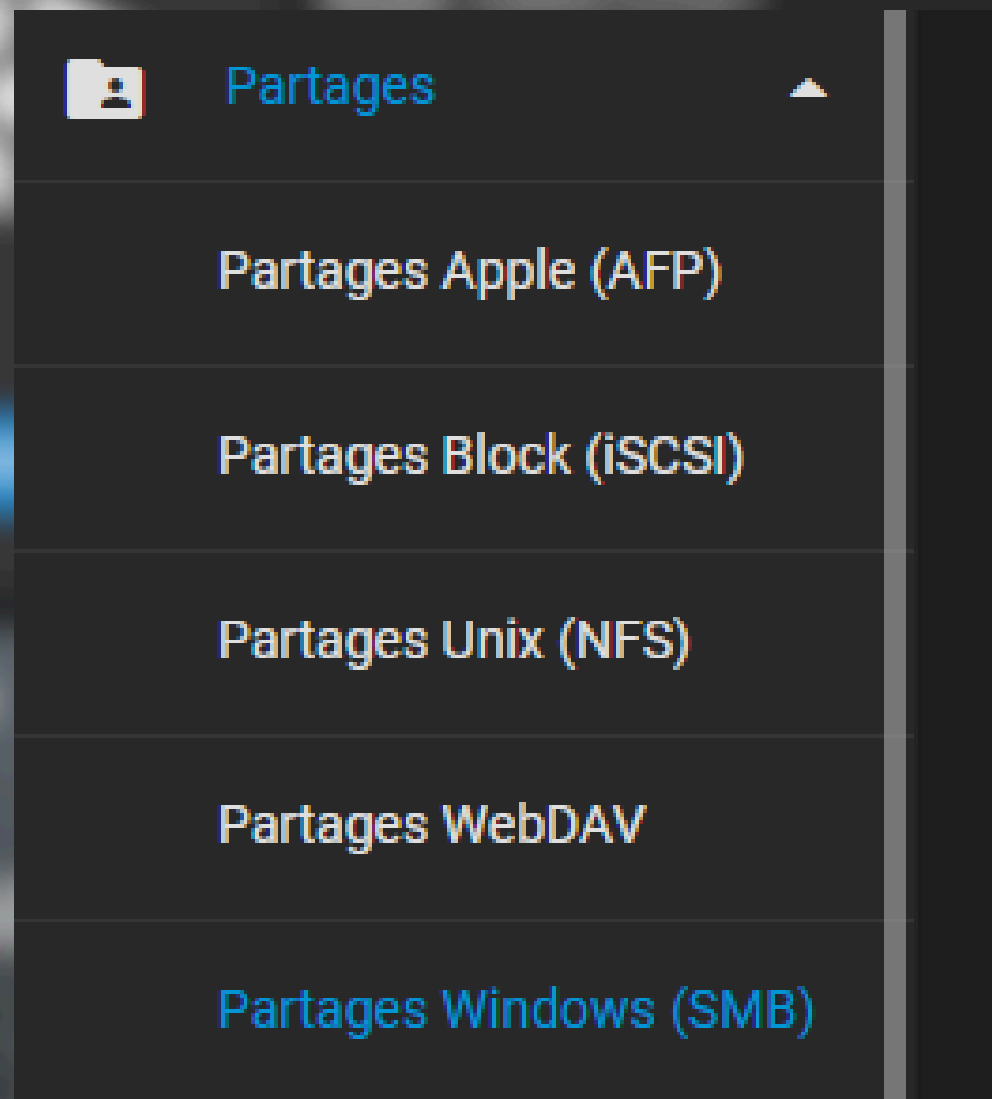 Partages
Partages Apple (AFP)
Partages Block (iSCSI)
Partages Unix (NFS)
Partages WebDAV
Partages Windows (SMB)